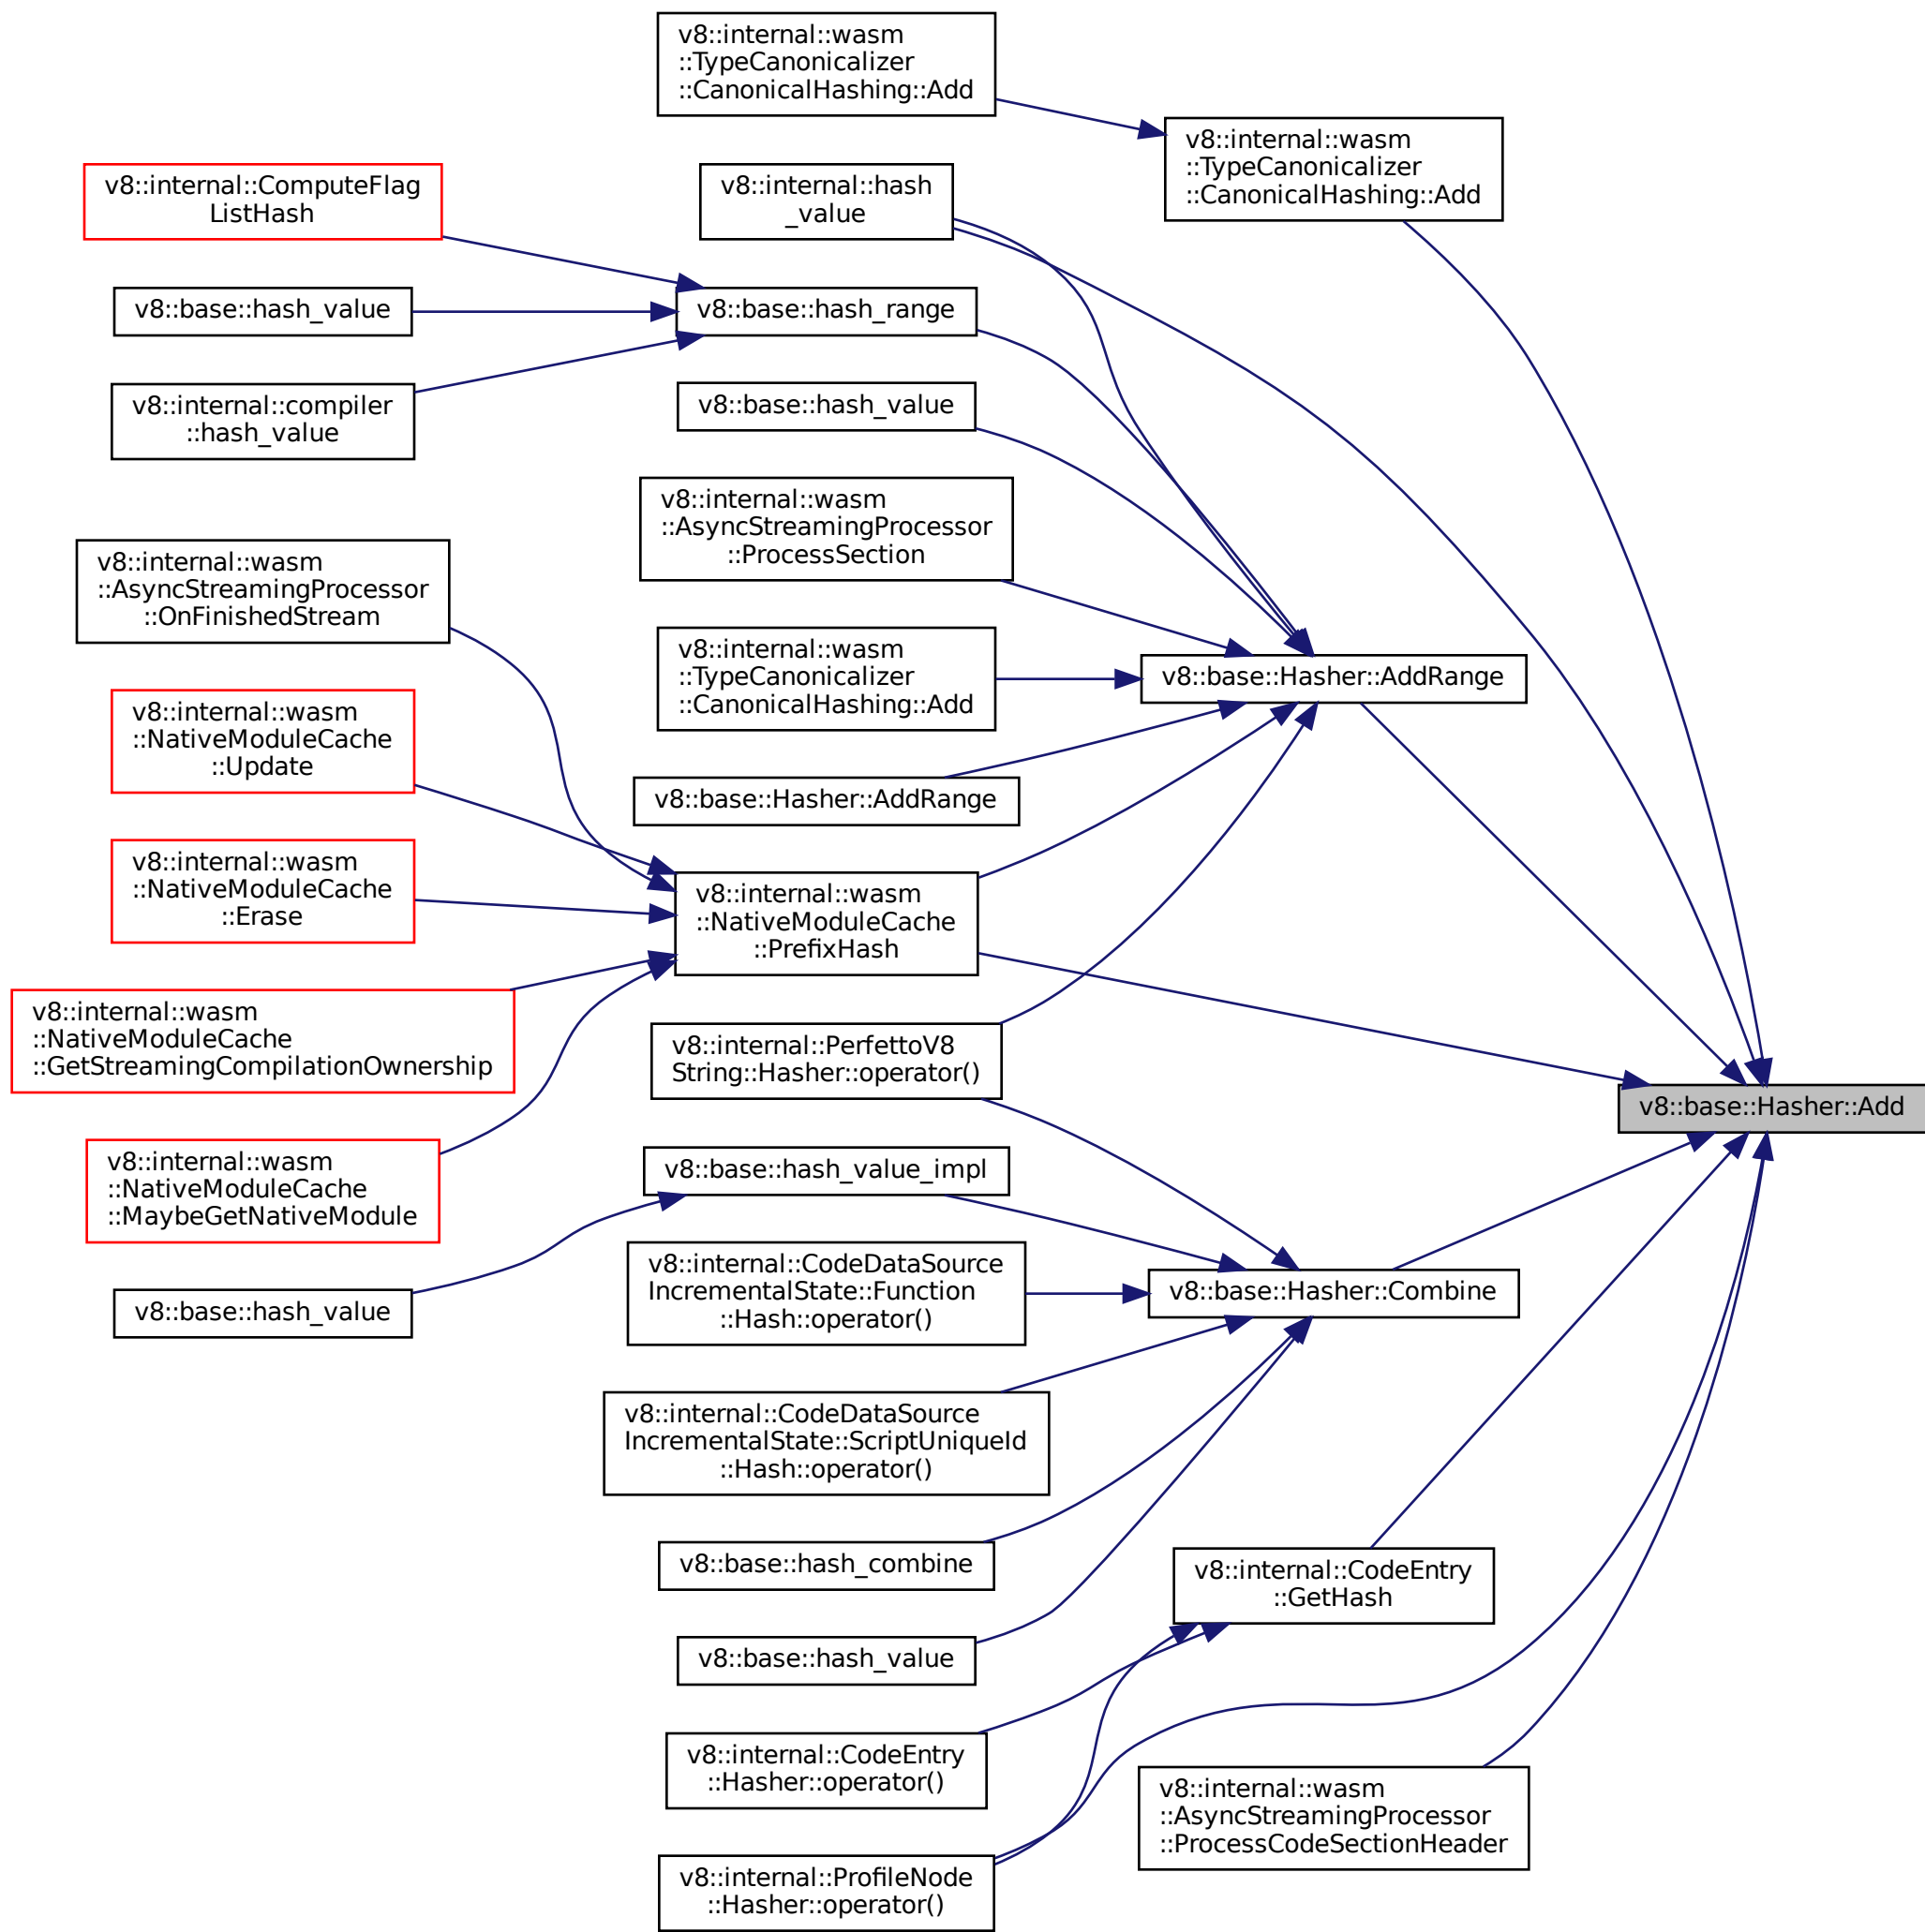 v8::internal::wasm
::TypeCanonicalizer
::CanonicalHashing::Add
v8::internal::wasm
::TypeCanonicalizer
::CanonicalHashing::Add
v8::internal::ComputeFlag
ListHash
v8::internal::hash
_value
v8::base::hash_value
v8::base::hash_range
v8::internal::compiler
::hash_value
v8::base::hash_value
v8::internal::wasm
::AsyncStreamingProcessor
::ProcessSection
v8::internal::wasm
::AsyncStreamingProcessor
::OnFinishedStream
v8::internal::wasm
::TypeCanonicalizer
::CanonicalHashing::Add
v8::base::Hasher::AddRange
v8::internal::wasm
::NativeModuleCache
::Update
v8::base::Hasher::AddRange
v8::internal::wasm
::NativeModuleCache
::Erase
v8::internal::wasm
::NativeModuleCache
::PrefixHash
v8::internal::wasm
::NativeModuleCache
::GetStreamingCompilationOwnership
v8::internal::PerfettoV8
String::Hasher::operator()
v8::base::Hasher::Add
v8::internal::wasm
::NativeModuleCache
::MaybeGetNativeModule
v8::base::hash_value_impl
v8::base::hash_value
v8::internal::CodeDataSource
IncrementalState::Function
::Hash::operator()
v8::base::Hasher::Combine
v8::internal::CodeDataSource
IncrementalState::ScriptUniqueId
::Hash::operator()
v8::base::hash_combine
v8::internal::CodeEntry
::GetHash
v8::base::hash_value
v8::internal::CodeEntry
::Hasher::operator()
v8::internal::wasm
::AsyncStreamingProcessor
::ProcessCodeSectionHeader
v8::internal::ProfileNode
::Hasher::operator()